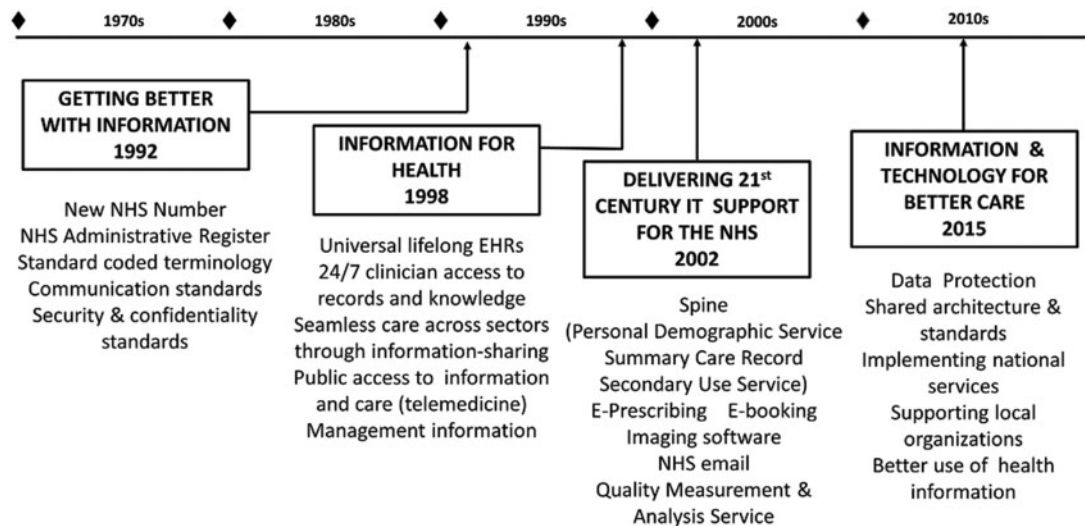 1970s 1980s 1990s 2000s 2010s
GETTING BETTER
WITH INFORMATION
1992
New NHS Number
NHS Administrative Register
Standard coded terminology
Communication standards
Security & confidentiality
standards
INFORMATION FOR
HEALTH
1998
Universal lifelong EHRs
24/7 clinician access to
records and knowledge
Seamless care across sectors
through information-sharing
Public access to information
and care (telemedicine)
Management information
DELIVERING 21st
CENTURY IT SUPPORT
FOR THE NHS
2002
Spine
(Personal Demographic Service
Summary Care Record
Secondary Use Service)
E-Prescribing E-booking
Imaging software
NHS email
Quality Measurement &
Analysis Service
INFORMATION &
TECHNOLOGY FOR
BETTER CARE
2015
Data Protection
Shared architecture &
standards
Implementing national
services
Supporting local
organizations
Better use of health
information